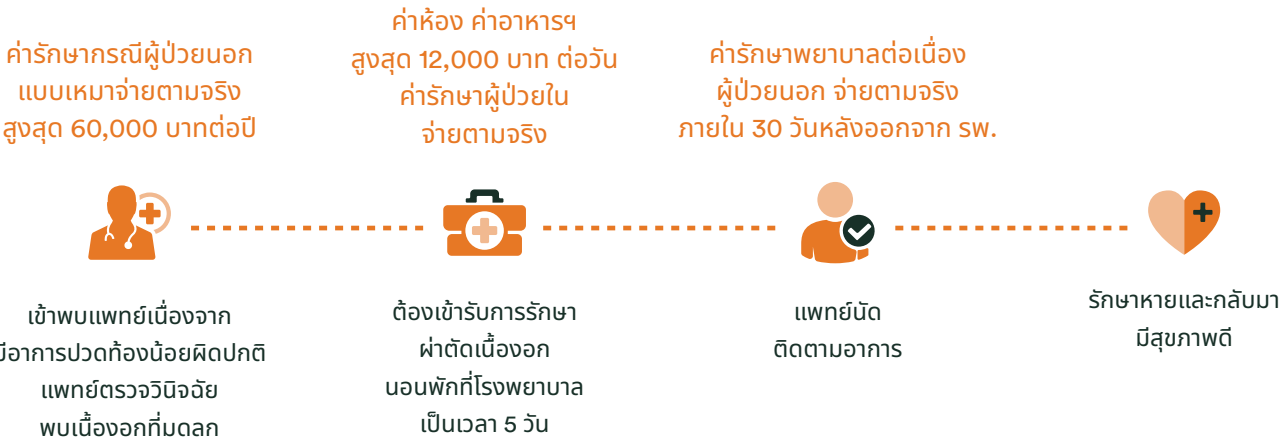 ค่ารักษากรณีผู้ป่วยนอก
แบบเหมาจ่ายตามจริง
สูงสุด 60,000 บาทต่อปี
ค่าห้อง ค่าอาหารฯ
สูงสุด 12,000 บาท ต่อวัน
ค่ารักษาผู้ป่วยใน
จ่ายตามจริง
ค่ารักษาพยาบาลต่อเนื่อง
ผู้ป่วยนอก จ่ายตามจริง
ภายใน 30 วันหลังออกจาก รพ.
เข้าพบแพทย์เนื่องจาก
มีอาการปวดท้องน้อยผิดปกติ
แพทย์ตรวจวินิจฉัย
พบเนื้องอกที่มดลูก
ต้องเข้ารับการรักษา
ผ่าตัดเนื้องอก
นอนพักที่โรงพยาบาล
เป็นเวลา 5 วัน
แพทย์นัด
ติดตามอาการ
รักษาหายและกลับมา
มีสุขภาพดี